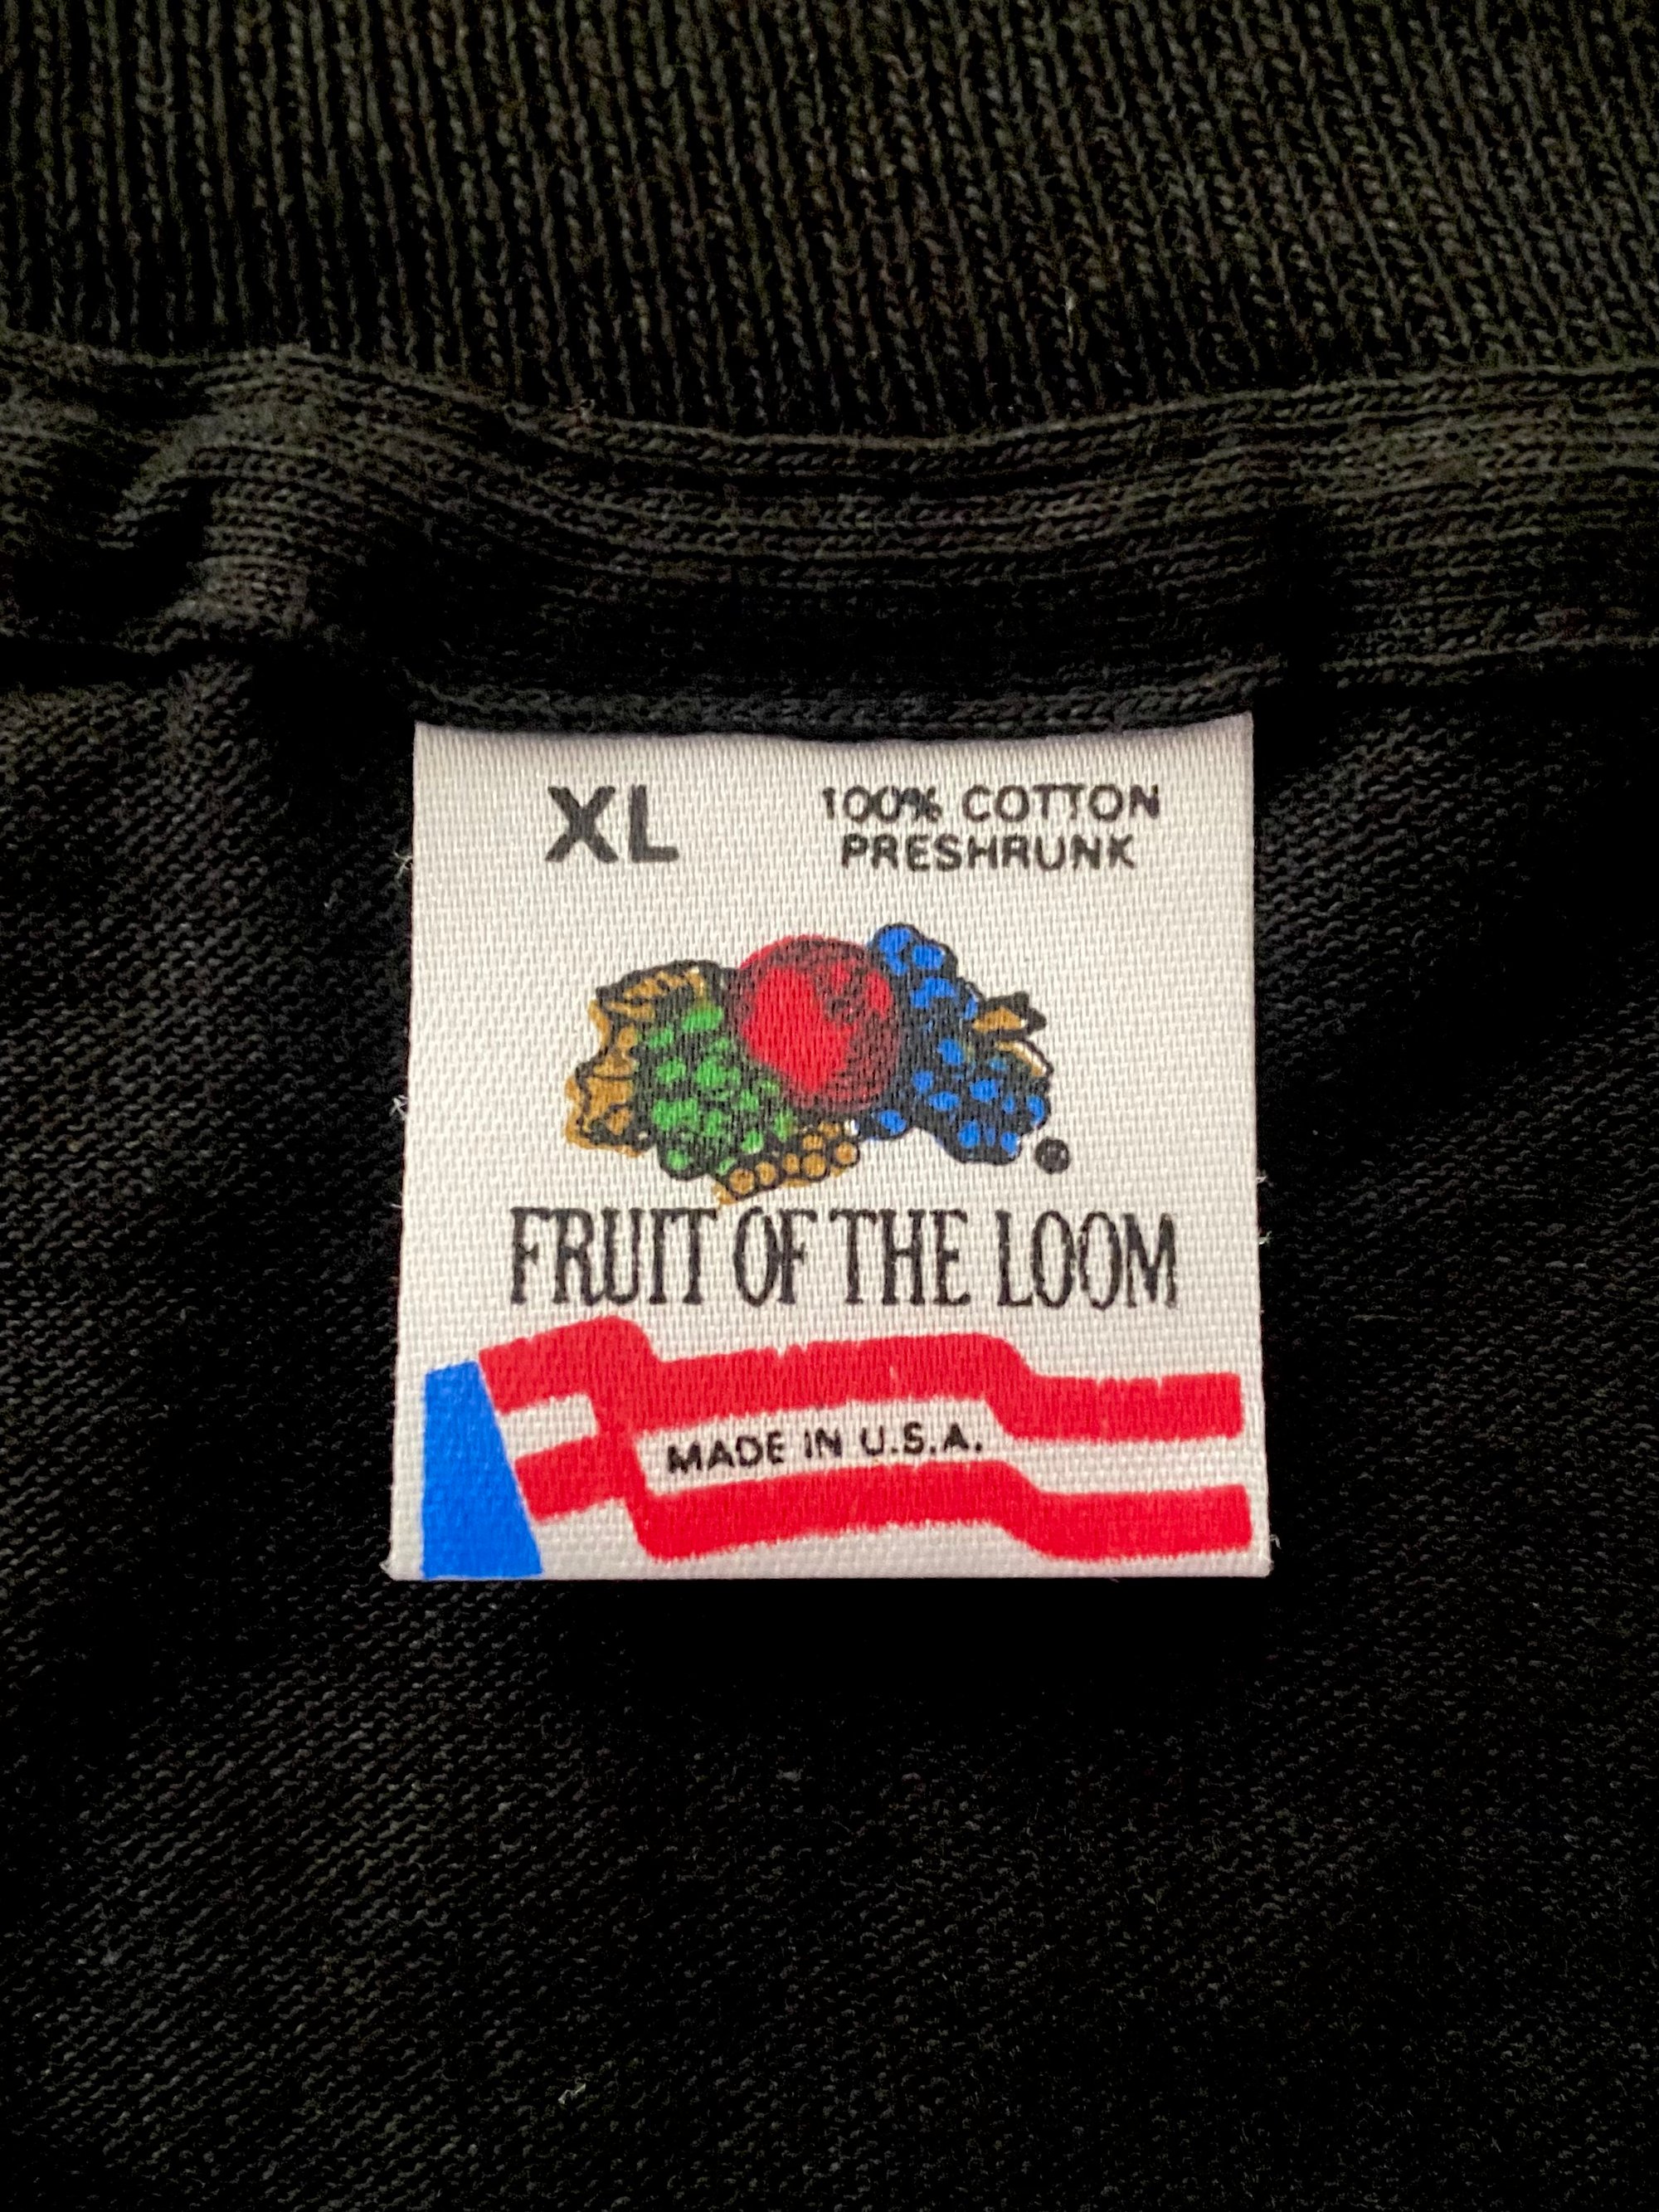 XL
100% COTTON
PRESHRUNK
®
FRUIT OF THE LOOM
MADE IN U.S.A.